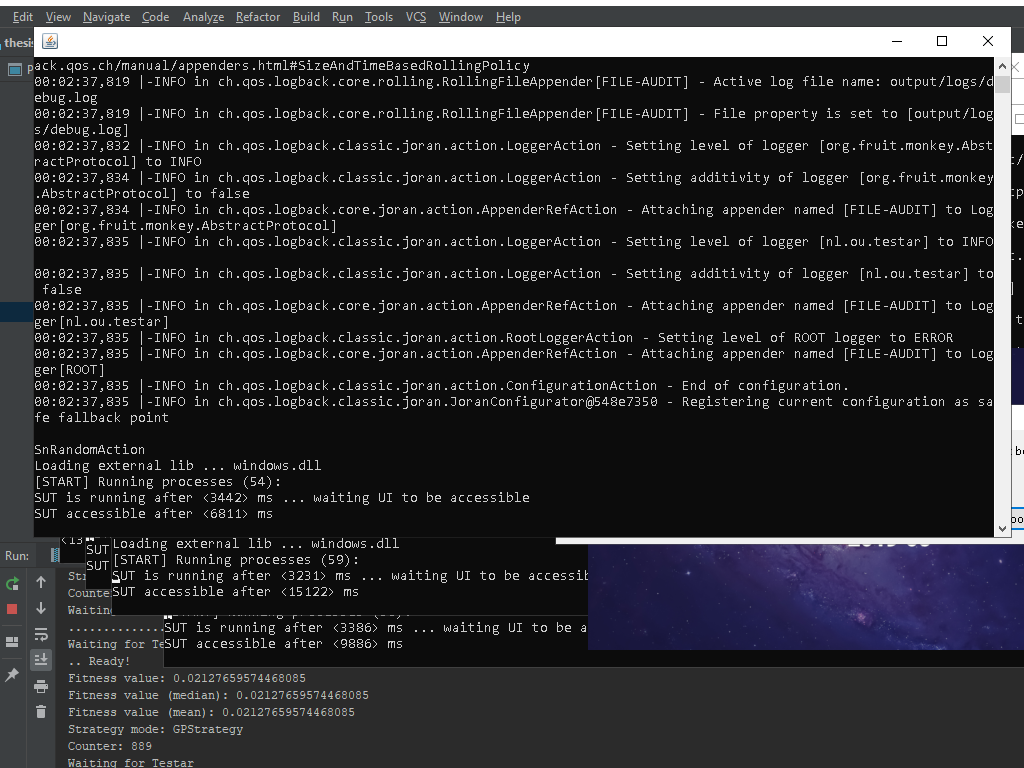 Edit View Navigate Code Analyze Refactor Build Run Tools VCS Window Help
thesi
ack.qos.ch/manual/appenders.html#SizeAndTimeBasedRollingPolicy
00:02:37,819 |-INFO in ch.qos.logback.core.rolling.RollingFileAppender[FILE-AUDIT] - Active log file name: output/logs/d
ebug.log
00:02:37,819 |-INFO in ch.qos.logback.core.rolling.RollingFileAppender[FILE-AUDIT] - File property is set to [output/log
s/debug.log]
00:02:37,832 |-INFO in ch.qos.logback.classic.joran.action.LoggerAction - Setting level of logger [org.fruit.monkey.Abst
ractProtocol] to INFO
00:02:37,834 |-INFO in ch.qos.logback.classic.joran.action.LoggerAction - Setting additivity of logger [org.fruit.monkey
.AbstractProtocol] to false
00:02:37,834 |-INFO in ch.qos.logback.core.joran.action.AppenderRefAction - Attaching appender named [FILE-AUDIT] to Log
ger[org.fruit.monkey.AbstractProtocol]
00:02:37,835 |-INFO in ch.qos.logback.classic.joran.action.LoggerAction - Setting level of logger [nl.ou.testar] to INFO
00:02:37,835 |-INFO in ch.qos.logback.classic.joran.action.LoggerAction - Setting additivity of logger [nl.ou.testar] to
false
00:02:37,835 |-INFO in ch.qos.logback.core.joran.action.AppenderRefAction - Attaching appender named [FILE-AUDIT] to Log
ger[nl.ou.testar]
00:02:37,835 |-INFO in ch.qos.logback.classic.joran.action.RootLoggerAction - Setting level of ROOT logger to ERROR
00:02:37,835 |-INFO in ch.qos.logback.core.joran.action.AppenderRefAction - Attaching appender named [FILE-AUDIT] to Log
ger[ROOT]
00:02:37,835 |-INFO in ch.qos.logback.classic.joran.action.ConfigurationAction - End of configuration.
00:02:37,835 |-INFO in ch.qos.logback.classic.joran.JoranConfigurator@548e7350 - Registering current configuration as sa
fe fallback point
SnRandomAction
Loading external lib ... windows.dll
[START] Running processes (54):
SUT is running after <3442> ms ... waiting UI to be accessible
SUT accessible after <6811> ms
<13
SUT
SUT
Loading external lib ... windows.dll
[START] Running processes (59):
SUT is running after <3231> ms ... waiting UI to be accessib
SUT accessible after <15122> ms
SUT is running after <3386> ms ... waiting UI to be a
SUT accessible after <9886> ms
Run:
Str
Counte
Waitin
..............
Waiting for Te
.. Ready!
Fitness value: 0.02127659574468085
Fitness value (median): 0.02127659574468085
Fitness value (mean): 0.02127659574468085
Strategy mode: GPStrategy
Counter: 889
Waiting for Testar